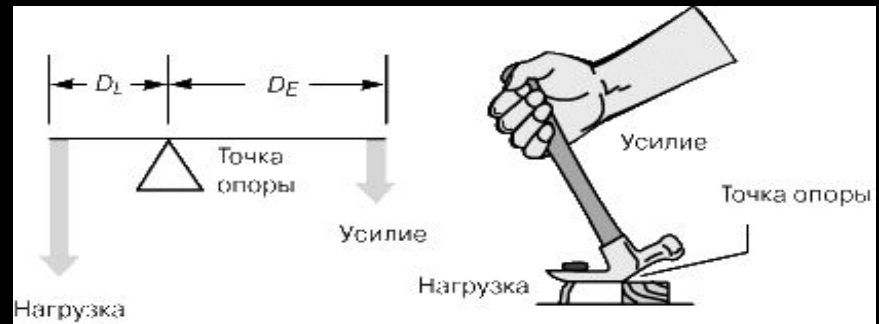 D_L
D_E
Точка
опоры
Усилие
Нагрузка
Усилие
Точка опоры
Нагрузка